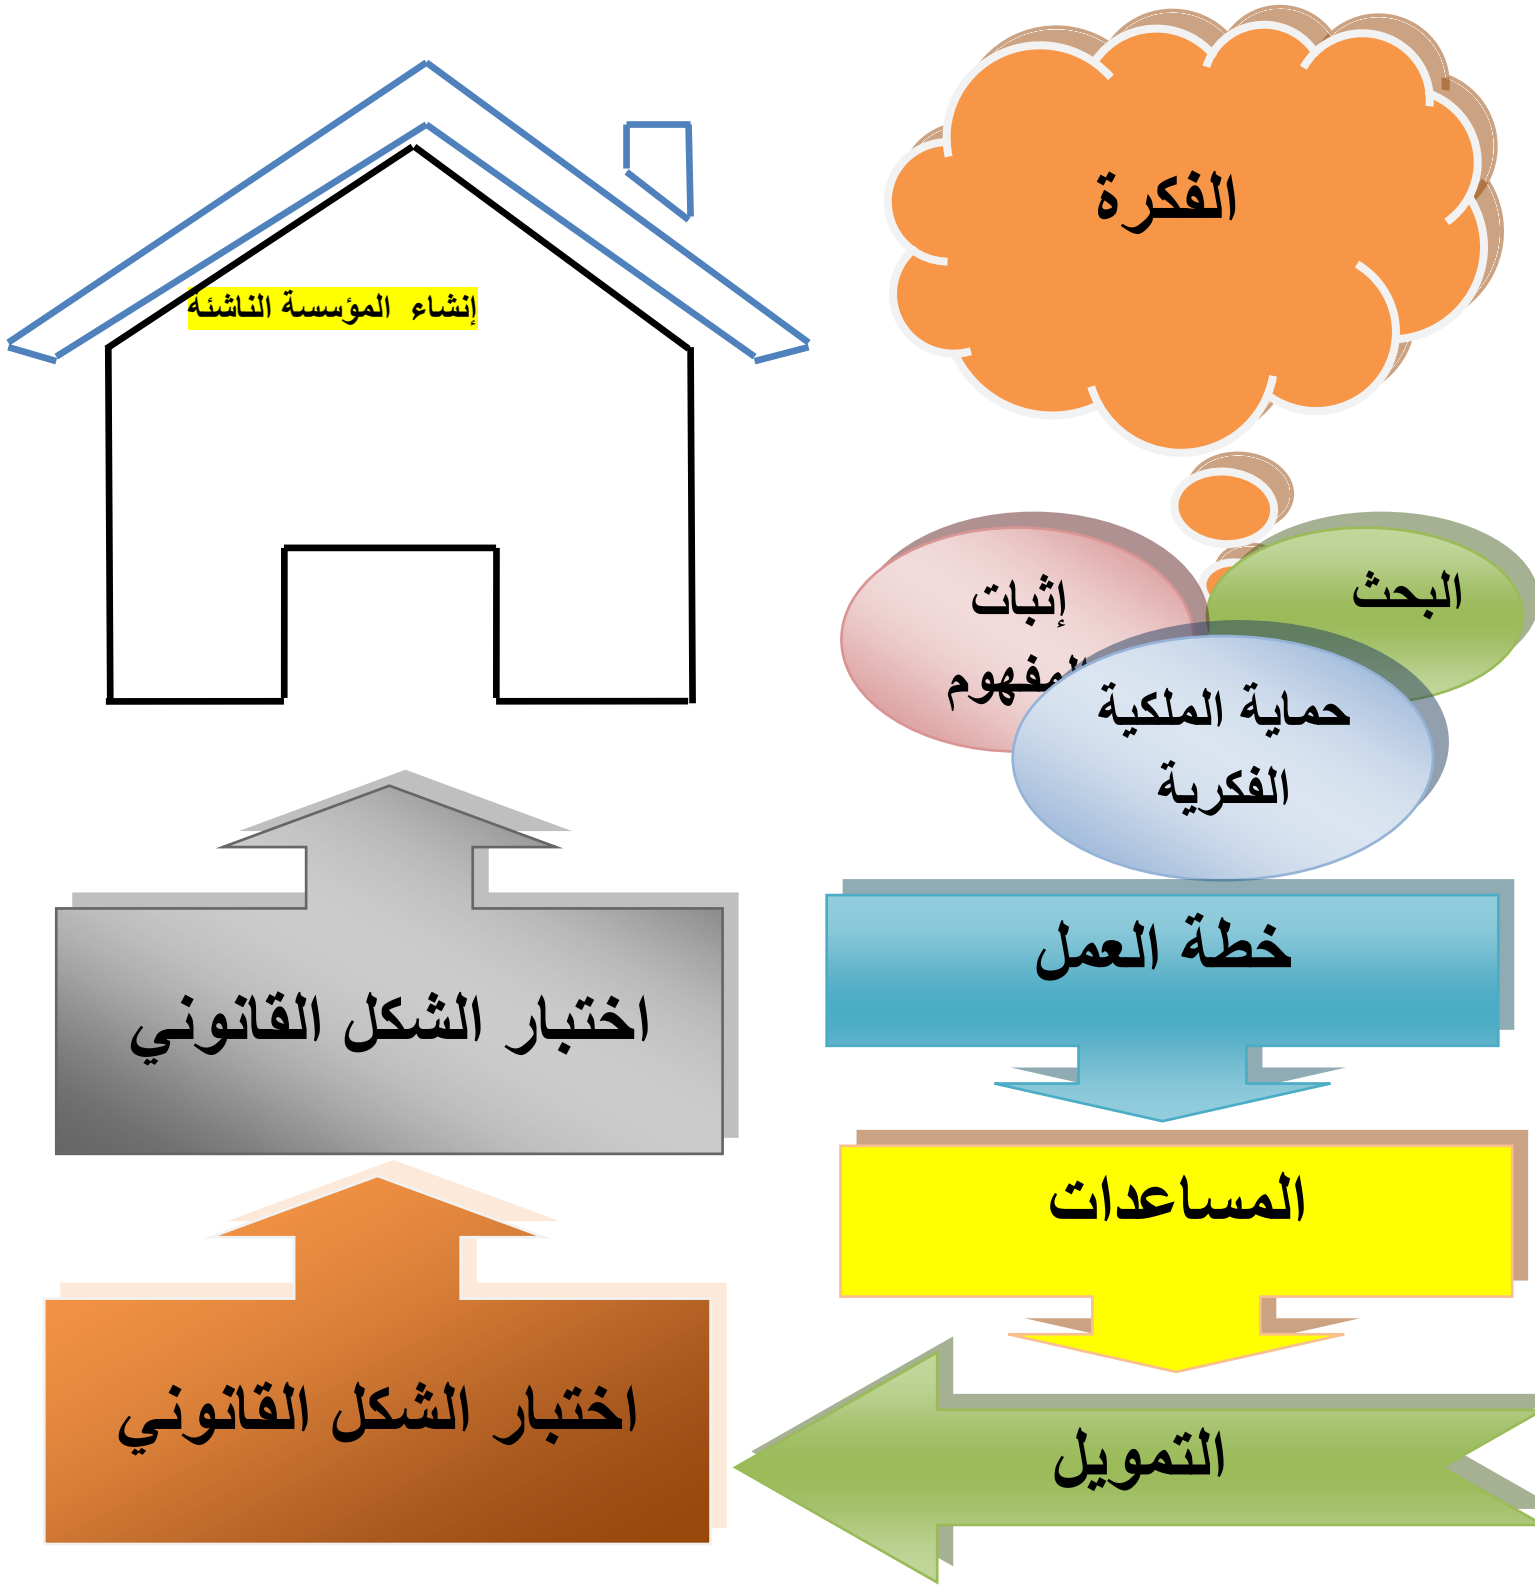 الفكرة
إنشاء المؤسسة الناشئة
البحث
إثبات
المفهوم
حماية الملكية
الفكرية
خطة العمل
اختبار الشكل القانوني
المساعدات
اختبار الشكل القانوني
التمويل